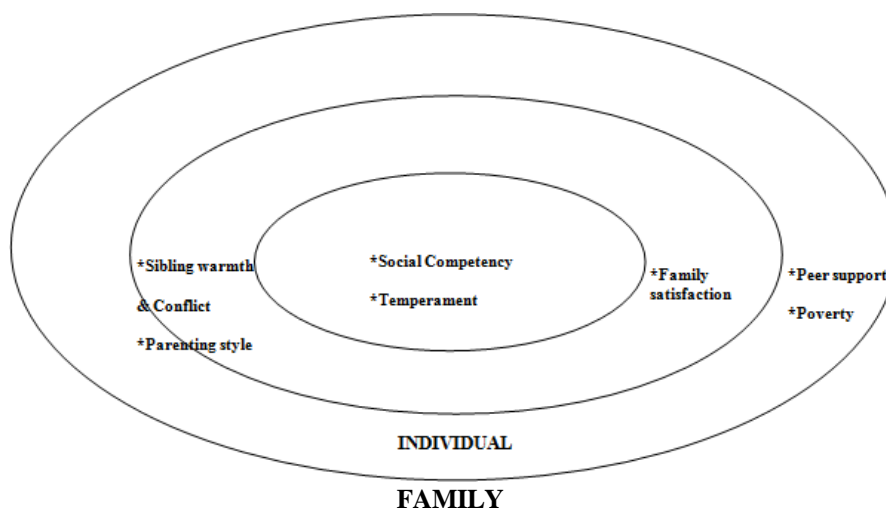 *Sibling warmth
& Conflict
*Parenting style
*Social Competency
*Temperament
*Family
satisfaction
*Peer support
*Poverty
INDIVIDUAL
FAMILY